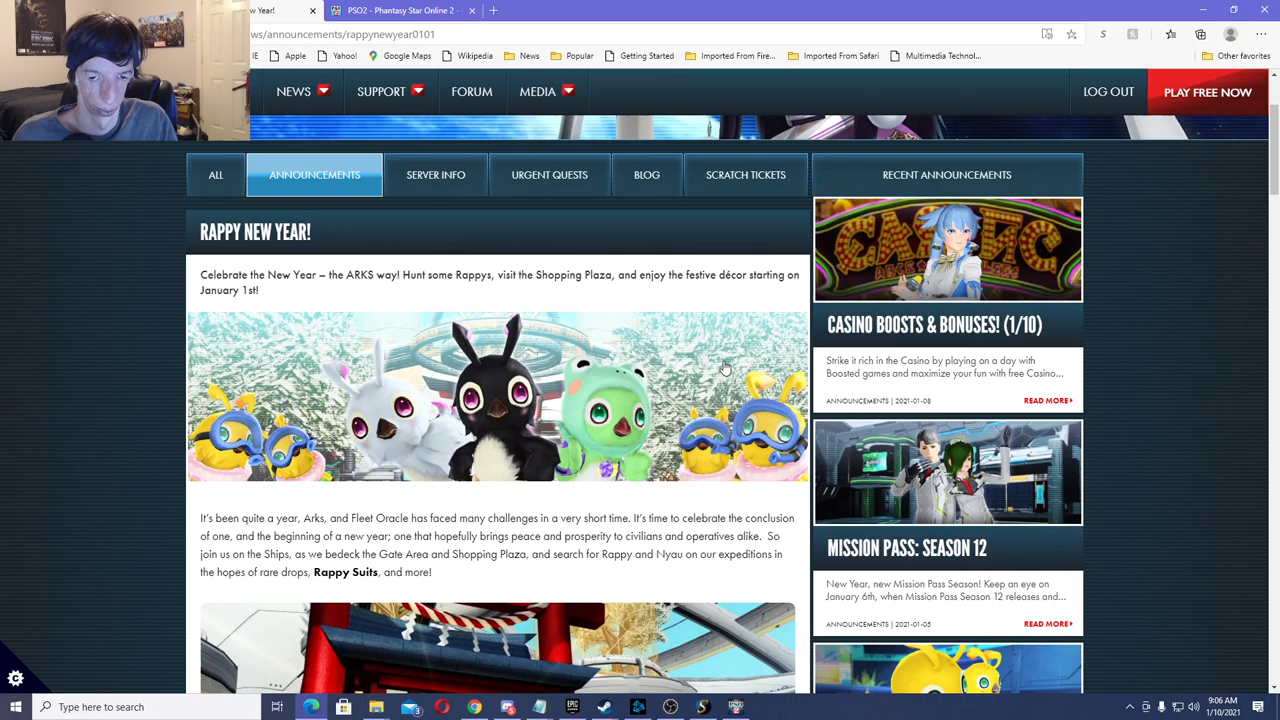 w Year!
PSO2 - Phantasy Star Online 2 -
ws/announcements/rappynewyear0101
IE
Apple
Yahoo!
Google Maps
Wikipedia
News
Popular
Getting Started
Imported From Fire...
Imported From Safari
Multimedia Technol...
Other favorites
NEWS
SUPPORT
FORUM
MEDIA
LOG OUT
PLAY FREE NOW
ALL
ANNOUNCEMENTS
SERVER INFO
URGENT QUESTS
BLOG
SCRATCH TICKETS
RECENT ANNOUNCEMENTS
RAPPY NEW YEAR!
Celebrate the New Year – the ARKS way! Hunt some Rappys, visit the Shopping Plaza, and enjoy the festive décor starting on
January 1st!
It's been quite a year, Arks, and Fleet Oracle has faced many challenges in a very short time. It's time to celebrate the conclusion
of one, and the beginning of a new year; one that hopefully brings peace and prosperity to civilians and operatives alike. So
join us on the Ships, as we bedeck the Gate Area and Shopping Plaza, and search for Rappy and Nyau on our expeditions in
the hopes of rare drops, Rappy Suits, and more!
CASINO BOOSTS & BONUSES! (1/10)
Strike it rich in the Casino by playing on a day with
Boosted games and maximize your fun with free Casino...
ANNOUNCEMENTS | 2021-01-08
READ MORE
MISSION PASS: SEASON 12
New Year, new Mission Pass Season! Keep an eye on
January 6th, when Mission Pass Season 12 releases and...
ANNOUNCEMENTS | 2021-01-05
READ MORE
Type here to search
3
EPIC
9:06 AM
1/10/2021